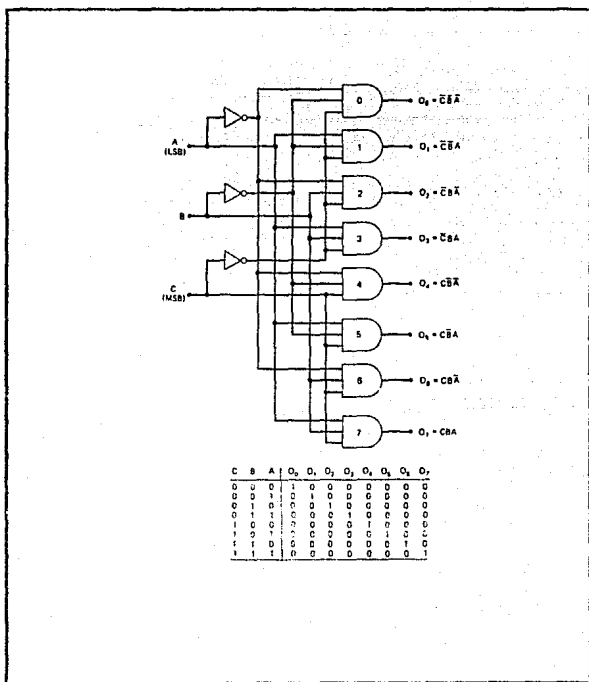 0 O₀ = C̅B̅A̅
A
(LSB)
1 O₁ = C̅B̅A
2 O₂ = C̅BA̅
B
3 O₃ = C̅BA
C
(MSB)
4 O₄ = CB̅A̅
5 O₅ = CB̅A
6 O₆ = CBA̅
7 O₇ = CBA
C B A O₀ O₁ O₂ O₃ O₄ O₅ O₆ O₇
0 0 0 1 0 0 0 0 0 0 0
0 0 1 0 1 0 0 0 0 0 0
0 1 0 0 0 1 0 0 0 0 0
0 1 1 0 0 0 1 0 0 0 0
1 0 0 0 0 0 0 1 0 0 0
1 0 1 0 0 0 0 0 1 0 0
1 1 0 0 0 0 0 0 0 1 0
1 1 1 0 0 0 0 0 0 0 1